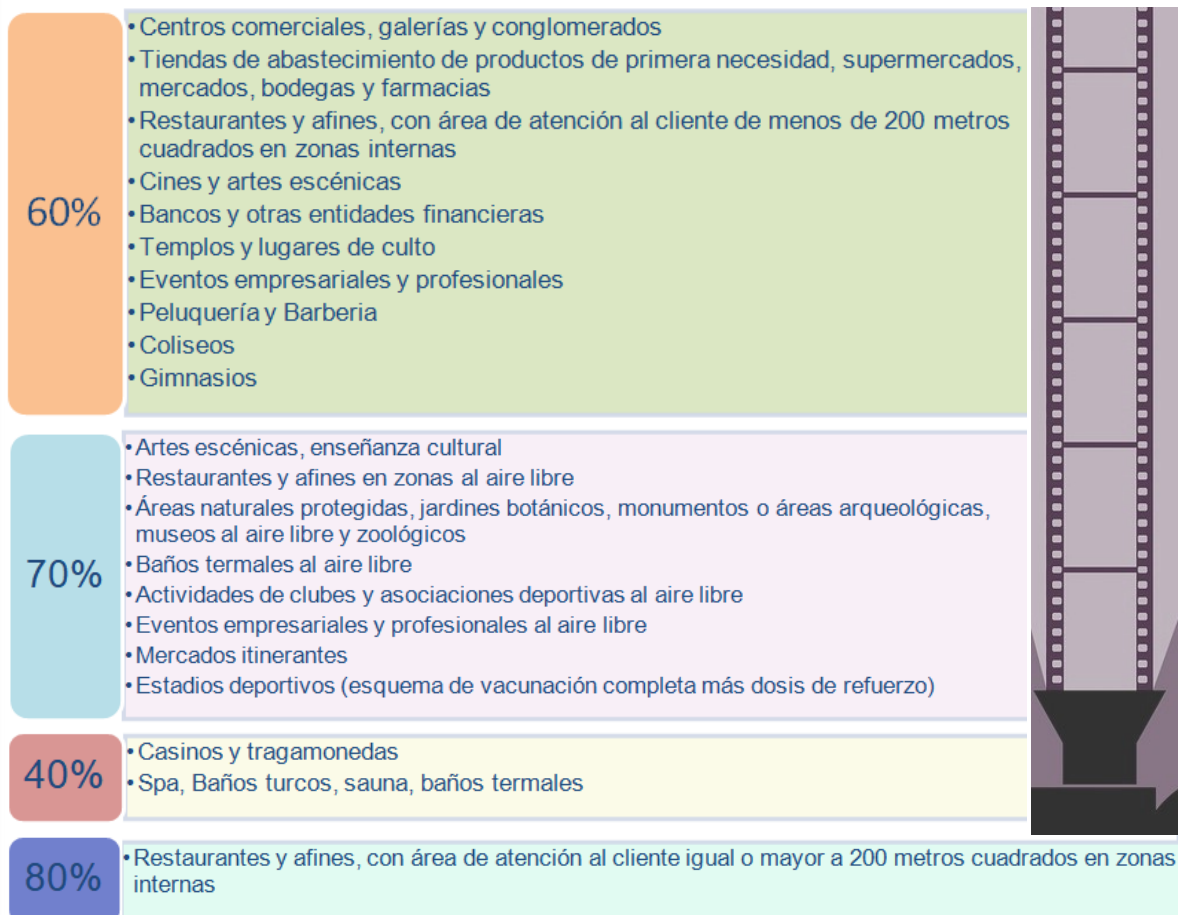 60%
• Centros comerciales, galerías y conglomerados
• Tiendas de abastecimiento de productos de primera necesidad, supermercados,
mercados, bodegas y farmacias
• Restaurantes y afines, con área de atención al cliente de menos de 200 metros
cuadrados en zonas internas
• Cines y artes escénicas
• Bancos y otras entidades financieras
• Templos y lugares de culto
• Eventos empresariales y profesionales
• Peluquería y Barberia
• Coliseos
• Gimnasios
70%
• Artes escénicas, enseñanza cultural
• Restaurantes y afines en zonas al aire libre
• Áreas naturales protegidas, jardines botánicos, monumentos o áreas arqueológicas,
museos al aire libre y zoológicos
• Baños termales al aire libre
• Actividades de clubes y asociaciones deportivas al aire libre
• Eventos empresariales y profesionales al aire libre
• Mercados itinerantes
• Estadios deportivos (esquema de vacunación completa más dosis de refuerzo)
40%
• Casinos y tragamonedas
• Spa, Baños turcos, sauna, baños termales
80%
• Restaurantes y afines, con área de atención al cliente igual o mayor a 200 metros cuadrados en zonas
internas